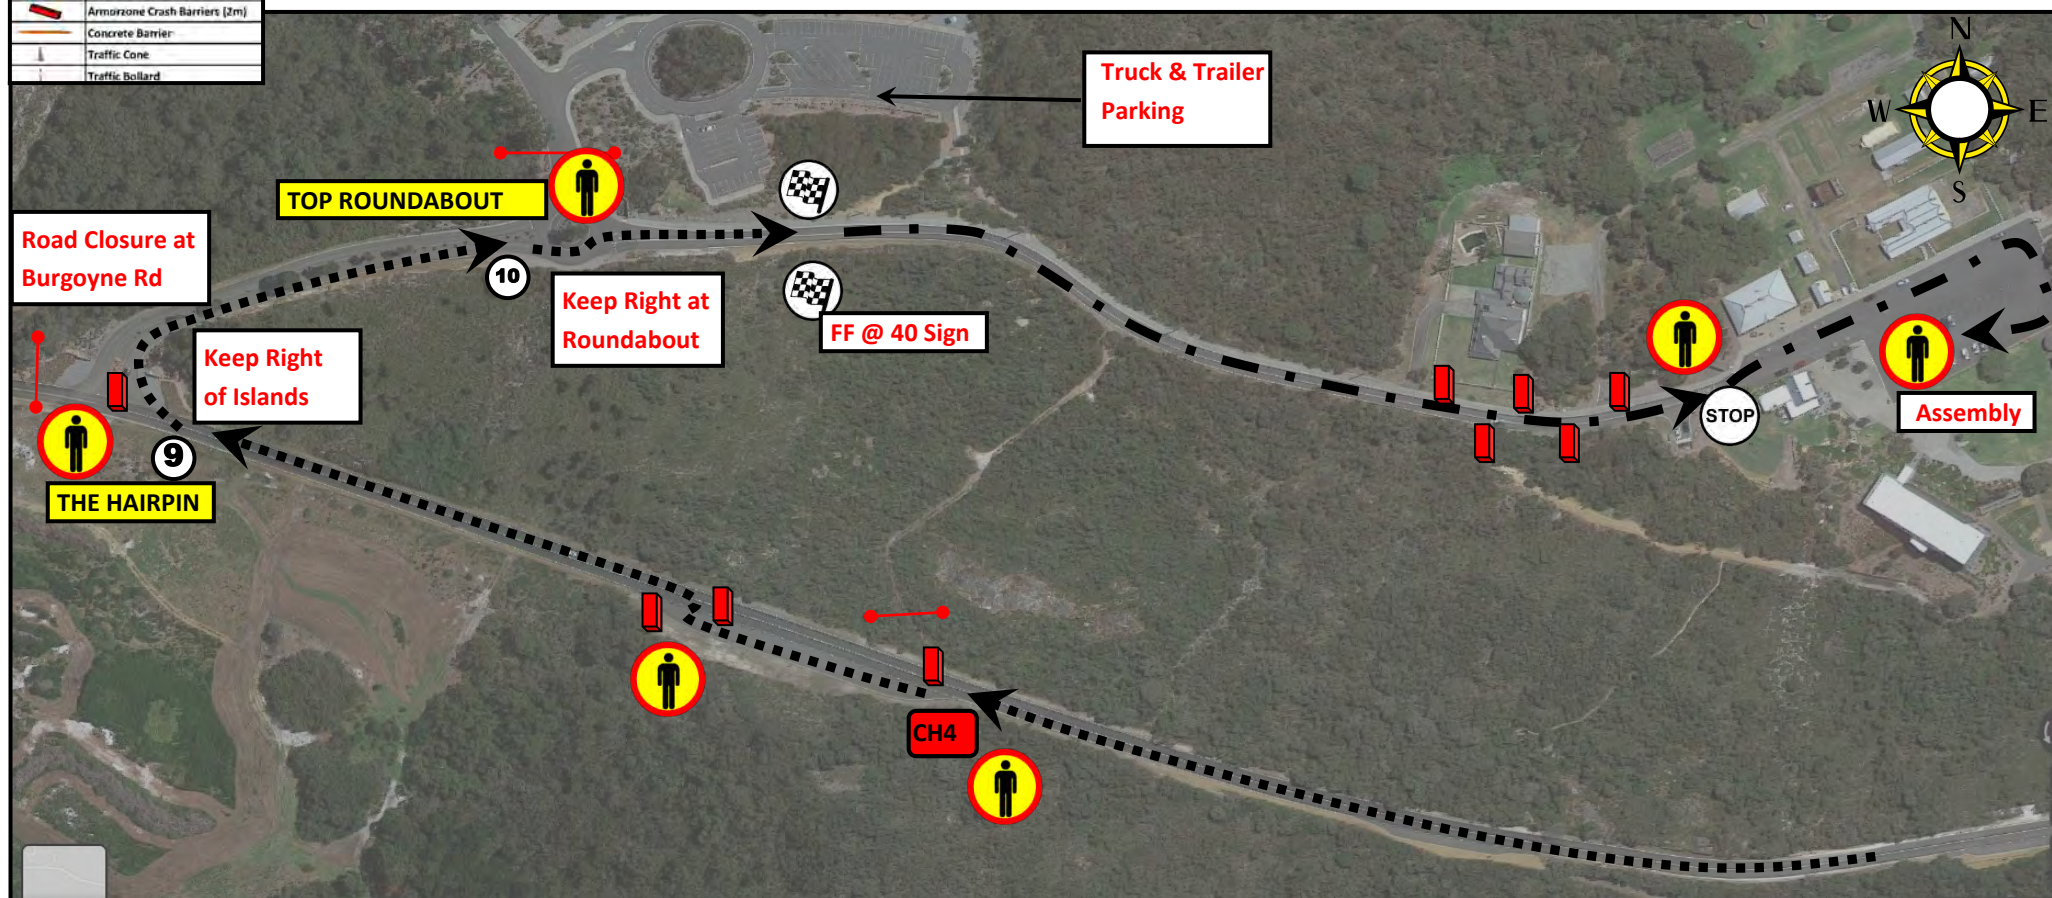 Armorzone Crash Barriers (2m)
Concrete Barrier
Traffic Cone
Traffic Bollard
N
W
E
S
Truck & Trailer
Parking
TOP ROUNDABOUT
Road Closure at
Burgoyne Rd
10
Keep Right at
Roundabout
FF @ 40 Sign
Keep Right
of Islands
STOP
Assembly
9
THE HAIRPIN
CH4